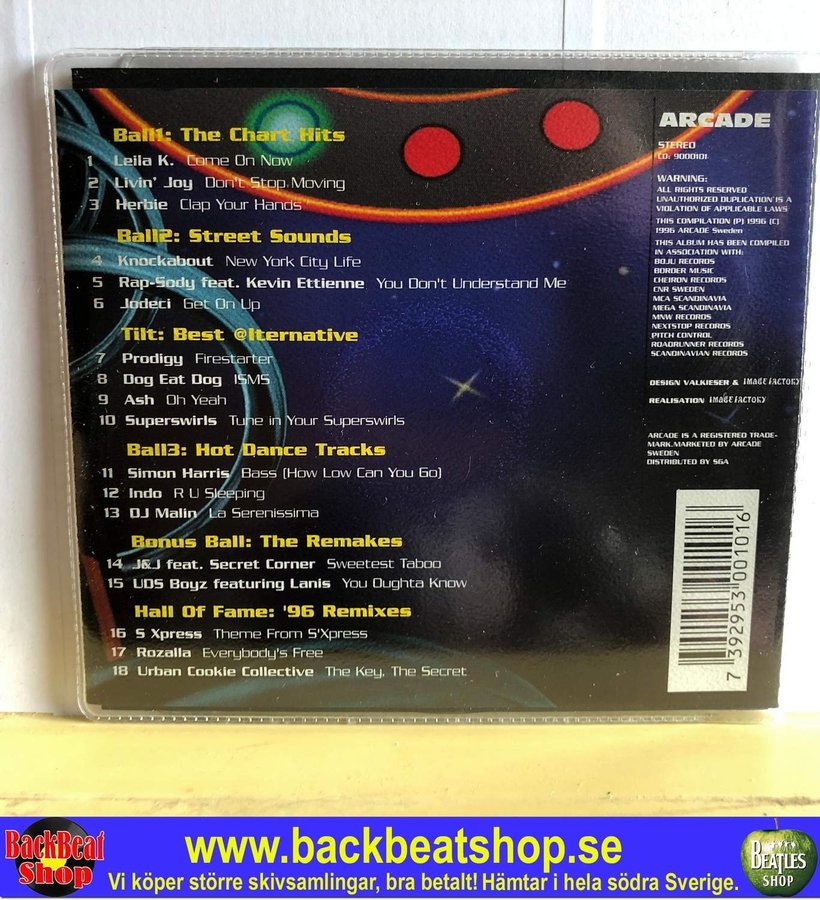 Ball1: The Chart Hits
1 Leila K. Come On Now
2 Livin' Joy Don't Stop Moving
3 Herbie Clap Your Hands
Ball2: Street Sounds
4 Knockabout New York City Life
5 Rap-Sody feat. Kevin Ettienne You Don't Understand Me
6 Jodeci Get On Up
Tilt: Best @lternative
7 Prodigy Firestarter
8 Dog Eat Dog ISMS
9 Ash Oh Yeah
10 Superswirls Tune in Your Superswirls
Ball3: Hot Dance Tracks
11 Simon Harris Bass (How Low Can You Go)
12 Indo R U Sleeping
13 DJ Malin La Serenissima
Bonus Ball: The Remakes
14 J&J feat. Secret Corner Sweetest Taboo
15 UDS Boyz featuring Lanis You Oughta Know
Hall Of Fame: '96 Remixes
16 S Xpress Theme From S'Xpress
17 Rozalla Everybody's Free
18 Urban Cookie Collective The Key, The Secret
ARCADE
STEREO
CD: 9000101
WARNING:
ALL RIGHTS RESERVED
UNAUTHORIZED DUPLICATION IS A
VIOLATION OF APPLICABLE LAWS
THIS COMPILATION (P) 1996 (C)
1996 ARCADE Sweden
THIS ALBUM HAS BEEN COMPILED
IN ASSOCIATION WITH:
BOJU RECORDS
BORDER MUSIC
CHEIRON RECORDS
CNR SWEDEN
MCA SCANDINAVIA
MEGA SCANDINAVIA
MNW RECORDS
NEXTSTOP RECORDS
PITCH CONTROL
ROADRUNNER RECORDS
SCANDINAVIAN RECORDS
DESIGN VALKIESER & IMAGE FACTORY
REALISATION IMAGE FACTORY
ARCADE IS A REGISTERED TRADE-
MARK.MARKETED BY ARCADE
SWEDEN
DISTRIBUTED BY SGA
7 392953 001016
BackBeat
Shop
www.backbeatshop.se
Vi köper större skivsamlingar, bra betalt! Hämtar i hela södra Sverige.
BEATLES
SHOP